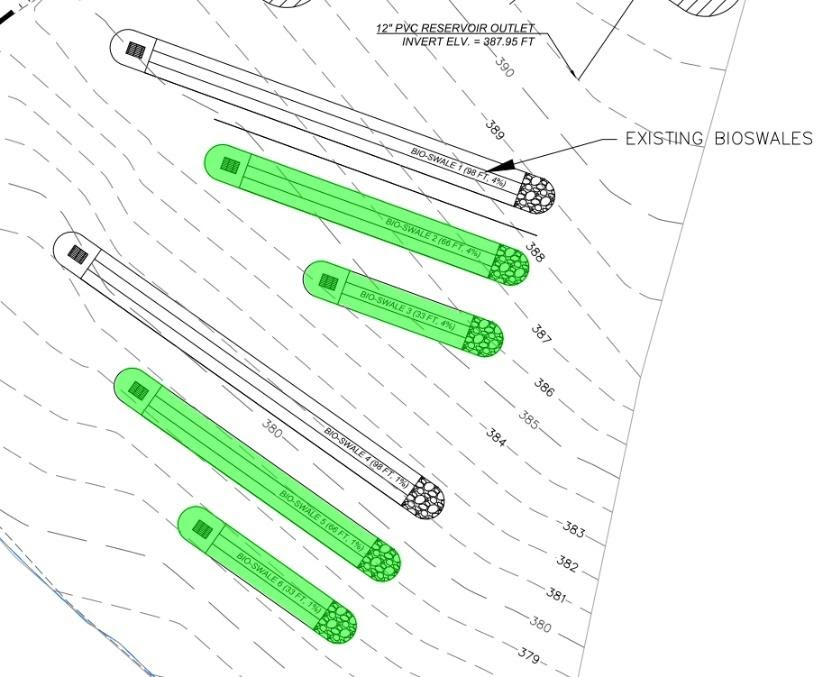 12" PVC RESERVOIR OUTLET
INVERT ELV. = 387.95 FT
390
389
EXISTING BIOSWALES
BIO-SWALE 1 (98 FT, 4%)
BIO-SWALE 2 (66 FT, 4%)
388
BIO-SWALE 3 (33 FT, 4%)
387
386
385
384
380
BIO-SWALE 4 (98 FT, 1%)
BIO-SWALE 5 (66 FT, 1%)
383
382
BIO-SWALE 6 (33 FT, 1%)
381
380
379